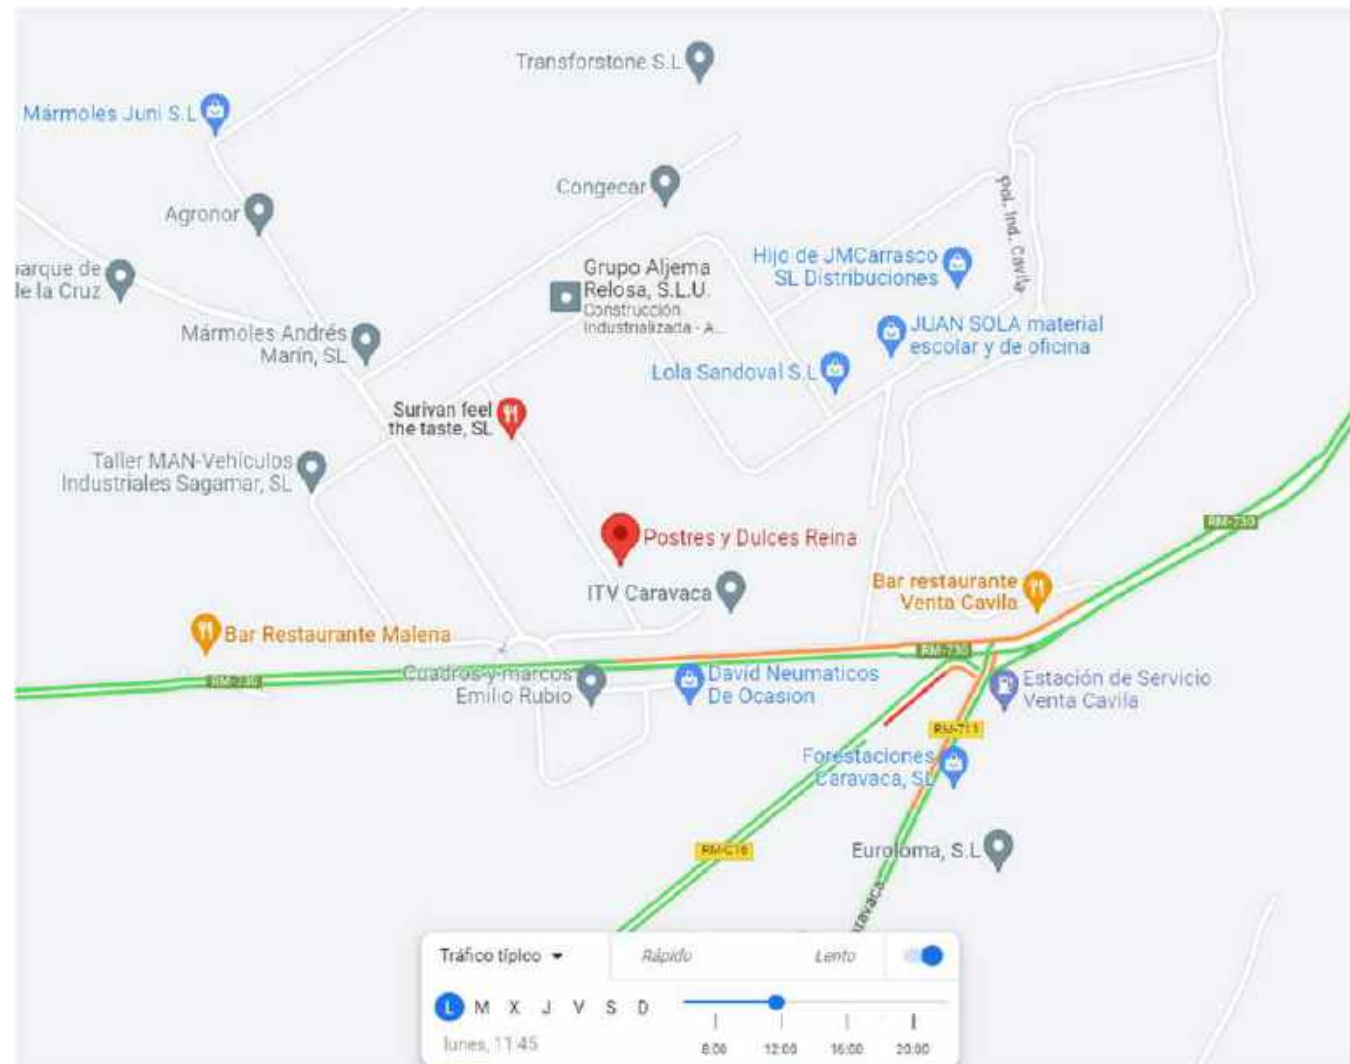 Transforstone S.L
Mármoles Juni S.L
Congecar
Agronor
Pol. Ind. Cavila
Hijo de JMCarrasco
SL Distribuciones
Grupo Aljema
Relosa, S.L.U.
Construcción
Industrializada - A...
parque de
de la Cruz
Mármoles Andrés
Marín, SL
JUAN SOLA material
escolar y de oficina
Lola Sandoval S.L
Surivan feel
the taste, SL
Taller MAN-Vehículos
Industriales Sagamar, SL
RM-730
Postres y Dulces Reina
ITV Caravaca
Bar restaurante
Venta Cavila
Bar Restaurante Malena
RM-730
RM-730
Cuadros y marcos
Emilio Rubio
David Neumaticos
De Ocasion
Estación de Servicio
Venta Cavila
RM-711
Forestaciones
Caravaca, SL
Euroloma, S.L
aravaca
Tráfico típico
Rápido
Lento
L M X J V S D
lunes, 11:45
8:00 12:00 16:00 20:00